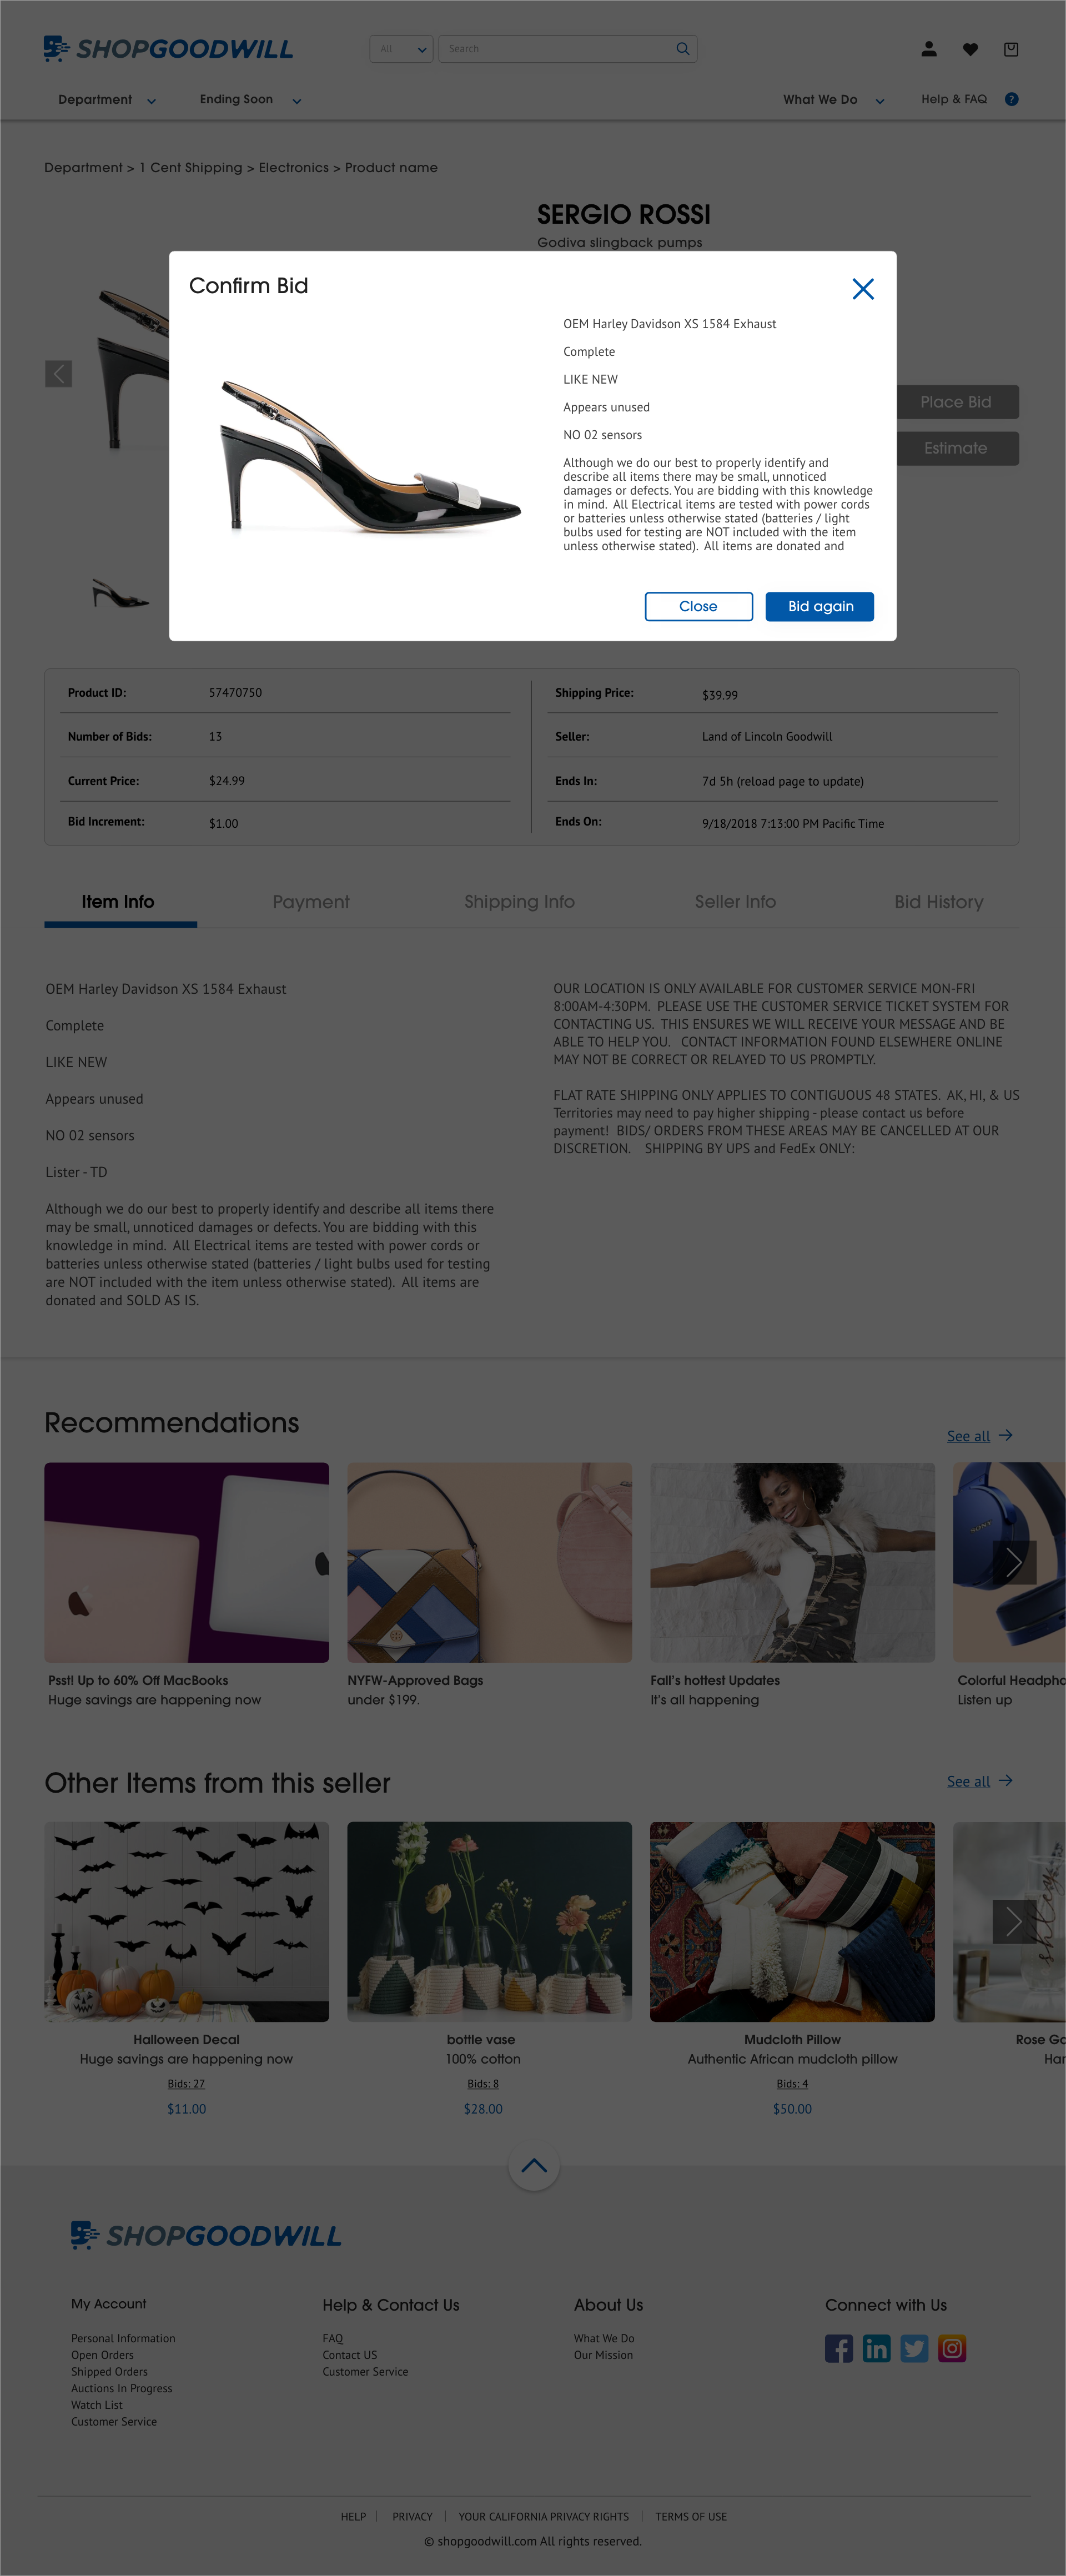 SHOPGOODWILL
All
Search
Department
Ending Soon
What We Do
Help & FAQ
?
Department > 1 Cent Shipping > Electronics > Product name
SERGIO ROSSI
Godiva slingback pumps
Confirm Bid
OEM Harley Davidson XS 1584 Exhaust
Complete
LIKE NEW
Appears unused
NO 02 sensors
Although we do our best to properly identify and
describe all items there may be small, unnoticed
damages or defects. You are bidding with this knowledge
in mind.  All Electrical items are tested with power cords
or batteries unless otherwise stated (batteries / light
bulbs used for testing are NOT included with the item
unless otherwise stated).  All items are donated and
Close
Bid again
Place Bid
Estimate
Product ID: 57470750
Number of Bids: 13
Current Price: $24.99
Bid Increment: $1.00
Shipping Price: $39.99
Seller: Land of Lincoln Goodwill
Ends In: 7d 5h (reload page to update)
Ends On: 9/18/2018 7:13:00 PM Pacific Time
Item Info
Payment
Shipping Info
Seller Info
Bid History
OEM Harley Davidson XS 1584 Exhaust
Complete
LIKE NEW
Appears unused
NO 02 sensors
Lister - TD
Although we do our best to properly identify and describe all items there
may be small, unnoticed damages or defects. You are bidding with this
knowledge in mind.  All Electrical items are tested with power cords or
batteries unless otherwise stated (batteries / light bulbs used for testing
are NOT included with the item unless otherwise stated).  All items are
donated and SOLD AS IS.
OUR LOCATION IS ONLY AVAILABLE FOR CUSTOMER SERVICE MON-FRI
8:00AM-4:30PM.  PLEASE USE THE CUSTOMER SERVICE TICKET SYSTEM FOR
CONTACTING US.  THIS ENSURES WE WILL RECEIVE YOUR MESSAGE AND BE
ABLE TO HELP YOU.   CONTACT INFORMATION FOUND ELSEWHERE ONLINE
MAY NOT BE CORRECT OR RELAYED TO US PROMPTLY.
FLAT RATE SHIPPING ONLY APPLIES TO CONTIGUOUS 48 STATES.  AK, HI, & US
Territories may need to pay higher shipping - please contact us before
payment!  BIDS/ ORDERS FROM THESE AREAS MAY BE CANCELLED AT OUR
DISCRETION.    SHIPPING BY UPS and FedEx ONLY:
Recommendations
See all
SONY
Psst! Up to 60% Off MacBooks
Huge savings are happening now
NYFW-Approved Bags
under $199.
Fall's hottest Updates
It's all happening
Colorful Headpho
Listen up
Other Items from this seller
See all
Halloween Decal
Huge savings are happening now
Bids: 27
$11.00
bottle vase
100% cotton
Bids: 8
$28.00
Mudcloth Pillow
Authentic African mudcloth pillow
Bids: 4
$50.00
Rose Go
Har
SHOPGOODWILL
My Account
Personal Information
Open Orders
Shipped Orders
Auctions In Progress
Watch List
Customer Service
Help & Contact Us
FAQ
Contact US
Customer Service
About Us
What We Do
Our Mission
Connect with Us
HELP | PRIVACY | YOUR CALIFORNIA PRIVACY RIGHTS | TERMS OF USE
© shopgoodwill.com All rights reserved.